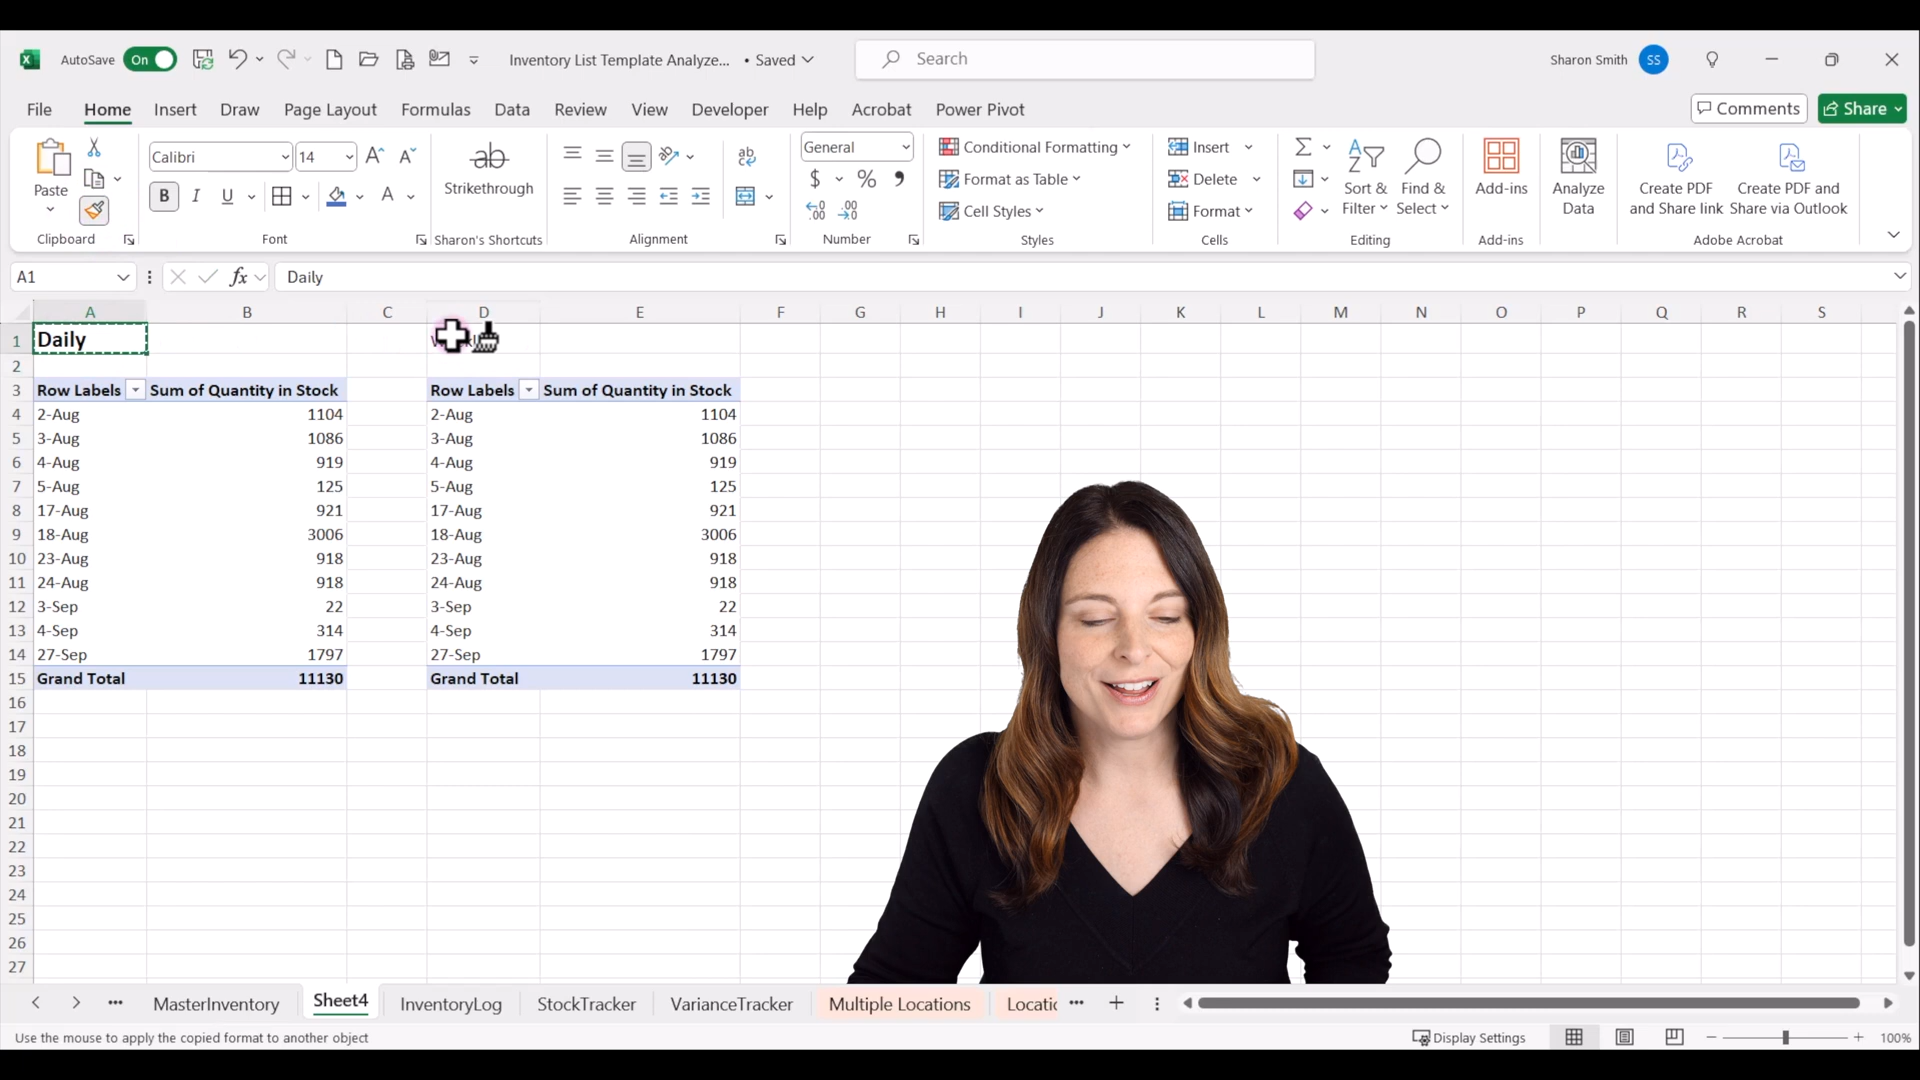 AutoSave On Inventory List Template Analyze... • Saved Search Sharon Smith SS
File Home Insert Draw Page Layout Formulas Data Review View Developer Help Acrobat Power Pivot Comments Share
Paste
Clipboard
Calibri 14
B I U A
Font
ab
Strikethrough
Sharon's Shortcuts
ab
Alignment
General
$ % ,
Number
Conditional Formatting
Format as Table
Cell Styles
Styles
Insert
Delete
Format
Cells
Sort &
Filter
Find &
Select
Editing
Add-ins
Add-ins
Analyze
Data
Create PDF
and Share link
Create PDF and
Share via Outlook
Adobe Acrobat
A1 fx Daily
A B C D E F G H I J K L M N O P Q R S
1 Daily
2
3 Row Labels Sum of Quantity in Stock Row Labels Sum of Quantity in Stock
4 2-Aug 1104 2-Aug 1104
5 3-Aug 1086 3-Aug 1086
6 4-Aug 919 4-Aug 919
7 5-Aug 125 5-Aug 125
8 17-Aug 921 17-Aug 921
9 18-Aug 3006 18-Aug 3006
10 23-Aug 918 23-Aug 918
11 24-Aug 918 24-Aug 918
12 3-Sep 22 3-Sep 22
13 4-Sep 314 4-Sep 314
14 27-Sep 1797 27-Sep 1797
15 Grand Total 11130 Grand Total 11130
16
17
18
19
20
21
22
23
24
25
26
27
MasterInventory Sheet4 InventoryLog StockTracker VarianceTracker Multiple Locations Locatic
Use the mouse to apply the copied format to another object Display Settings 100%